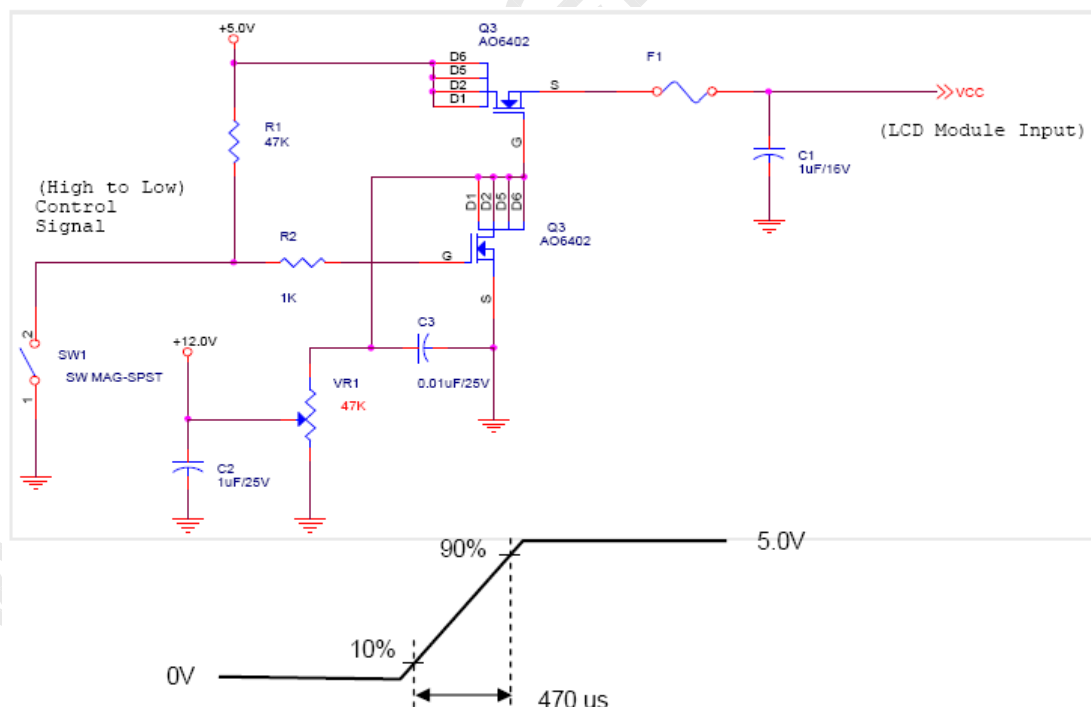 +5.0V
Q3
AO6402
D6
D5
D2
D1
S
G
F1
VCC
(LCD Module Input)
R1
47K
C1
1uF/16V
(High to Low)
Control
Signal
D1
D2
D5
D6
Q3
AO6402
R2
1K
G
S
2
SW1
SW MAG-SPST
1
+12.0V
C3
0.01uF/25V
VR1
47K
C2
1uF/25V
90%
5.0V
10%
0V
470 us